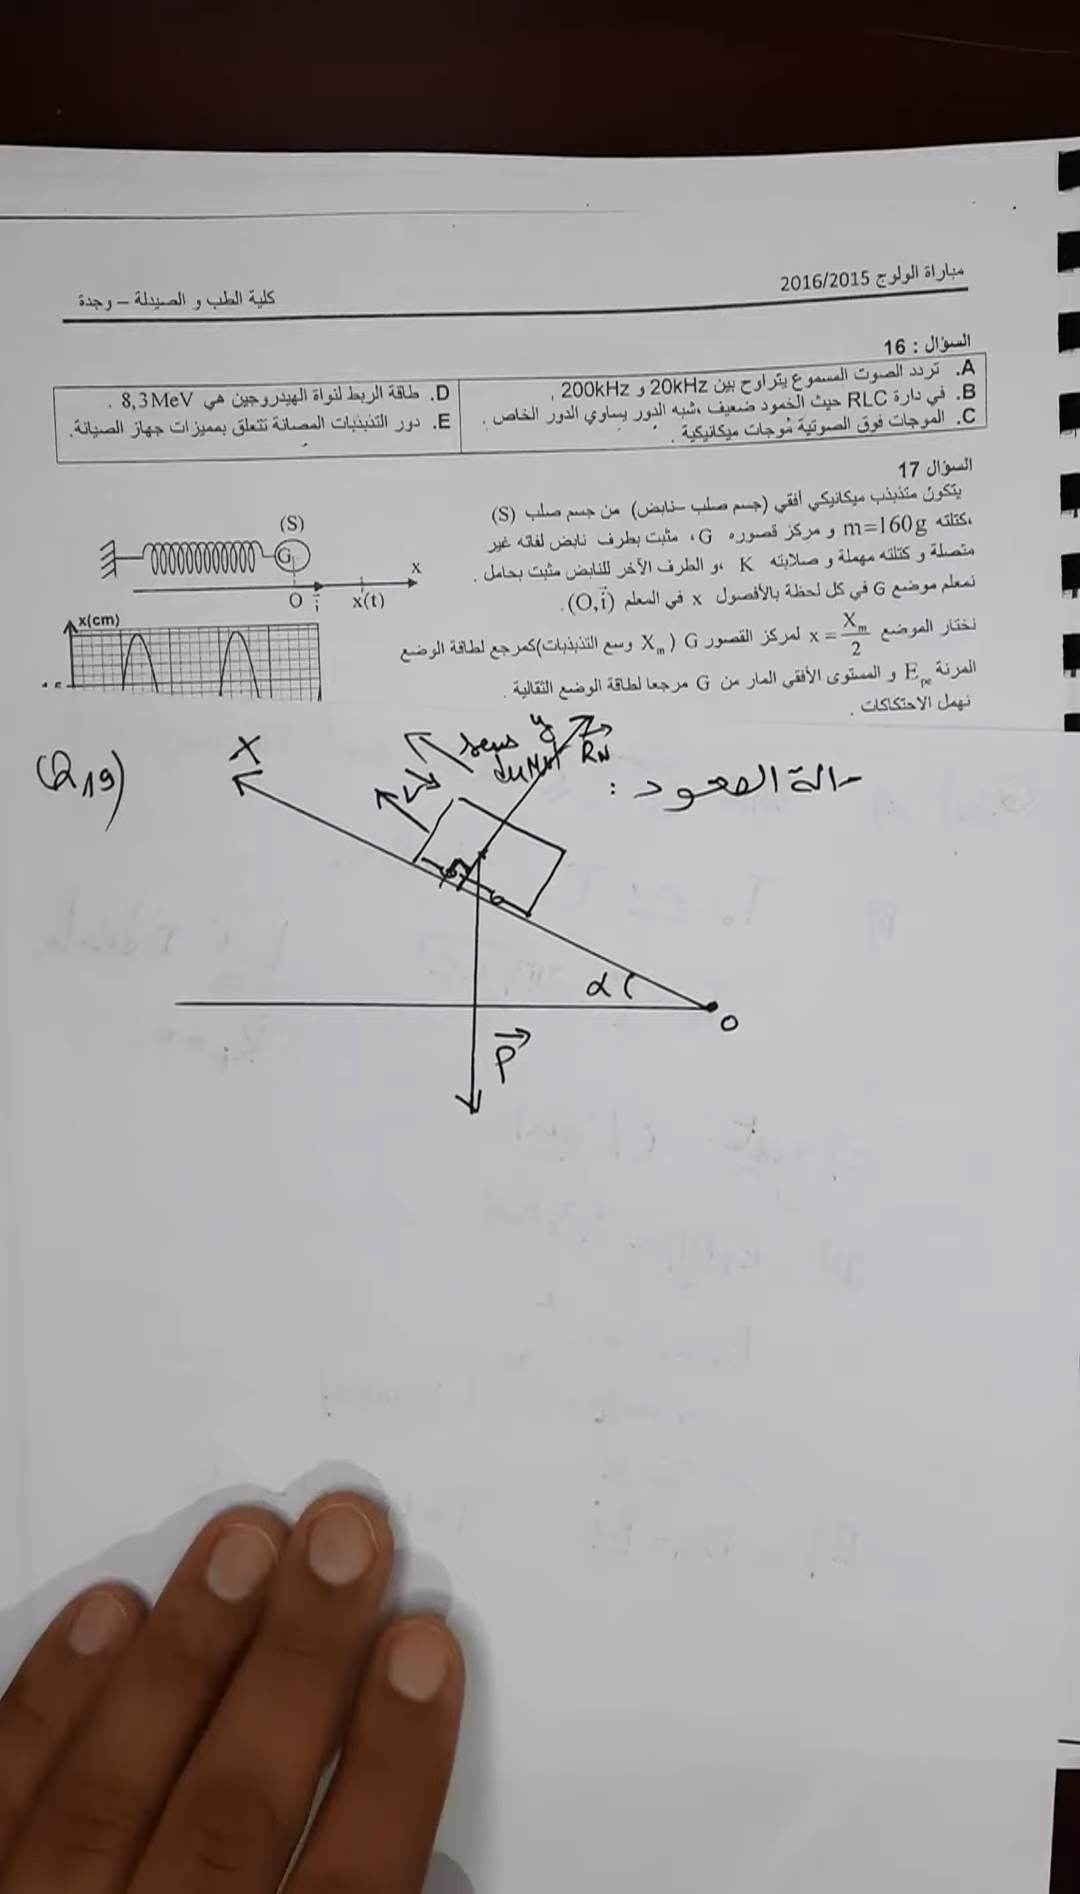 مباراة الولوج 2016/2015
كلية الطب و الصيدلة – وجدة
السؤال : 16
A. تردد الصوت المسموع يتراوح بين 20kHz و 200kHz .
B. في دارة RLC حيث الخمود ضعيف، شبه الدور يساوي الدور الخاص .
C. الموجات فوق الصوتية موجات ميكانيكية .
D. طاقة الربط لنواة الهيدروجين هي 8,3MeV .
E. دور التذبذبات المصانة تتعلق بمميزات جهاز الصيانة.
السؤال 17
يتكون متذبذب ميكانيكي أفقي (جسم صلب –نابض) من جسم صلب (S)
،كتلته m=160g و مركز قصوره G، مثبت بطرف نابض لفاته غير
متصلة و كتلته مهملة و صلابته K ،و الطرف الآخر للنابض مثبت بحامل .
نمعلم موضع G في كل لحظة بالأفصول x في المعلم (O,i) .
نختار الموضع x = Xm/2 لمركز القصور G ( Xm وسع التذبذبات)كمرجع لطاقة الوضع
المرنة Epe و المستوى الأفقي المار من G مرجعا لطاقة الوضع الثقالية .
نهمل الاحتكاكات .
(S)
G
x
O i x(t)
x(cm)
Q19)
حالة الصعود :
X
sens
du Mvt
y
RN
V
α
O
P